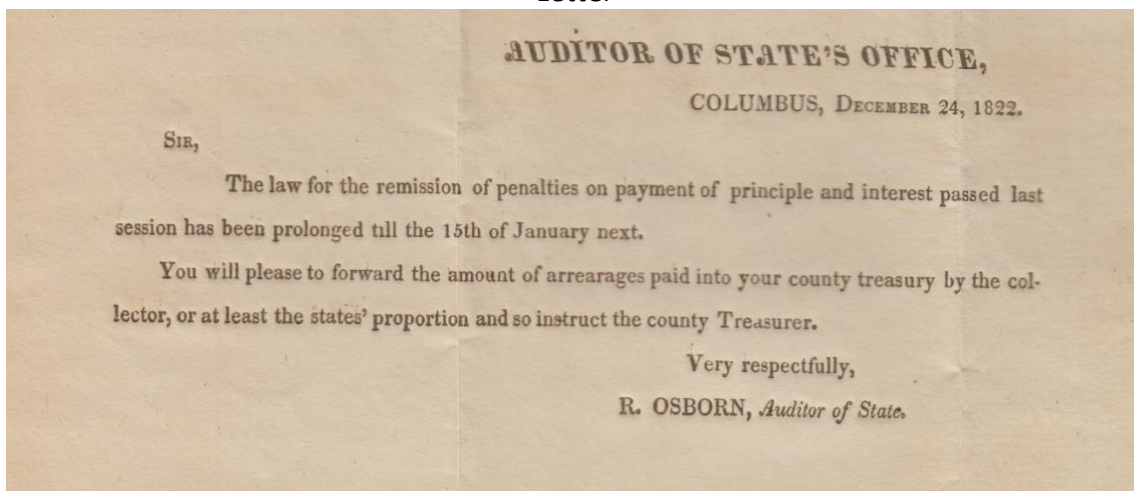 Letter
AUDITOR OF STATE'S OFFICE,
COLUMBUS, DECEMBER 24, 1822.
SIR,
The law for the remission of penalties on payment of principle and interest passed last
session has been prolonged till the 15th of January next.
You will please to forward the amount of arrearages paid into your county treasury by the col-
lector, or at least the states' proportion and so instruct the county Treasurer.
Very respectfully,
R. OSBORN, Auditor of State.